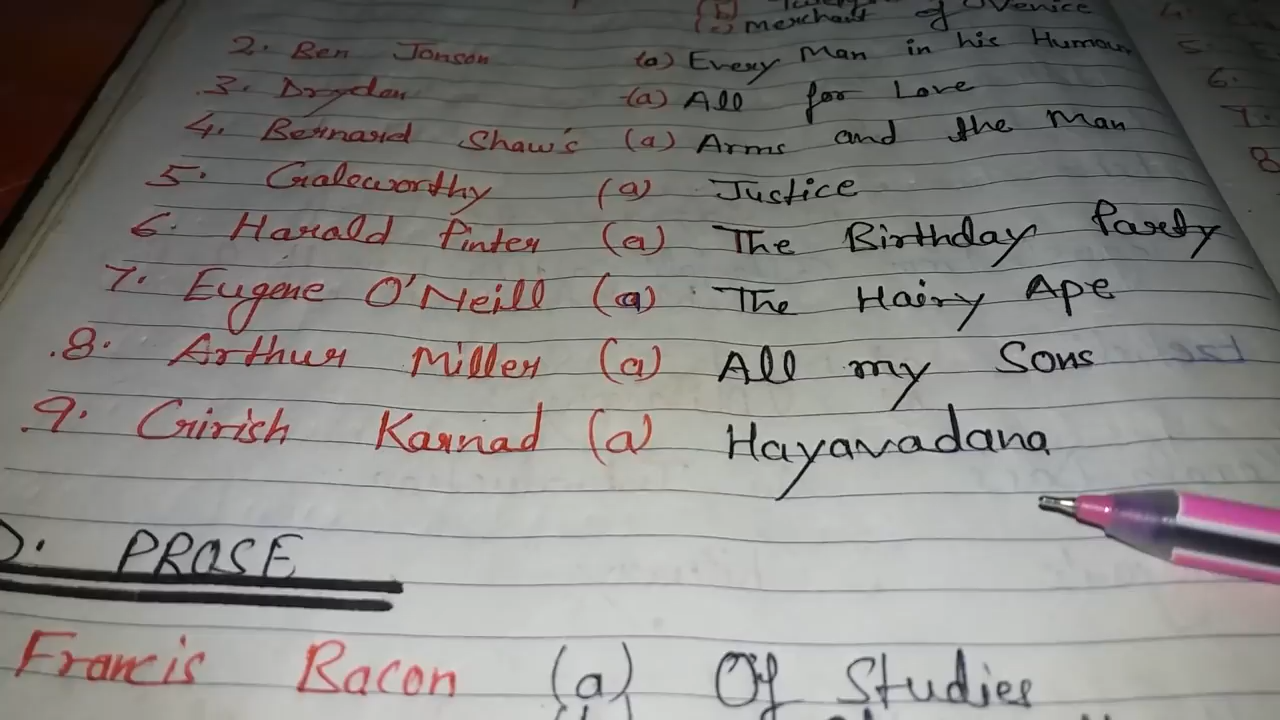 (c) merchant of Venice
2. Ben Jonson (a) Every Man in his Humour
3. Dryden (a) All for Love
4. Bernard Shaw's (a) Arms and the Man
5. Galsworthy (a) Justice
6. Harald Pinter (a) The Birthday Party
7. Eugene O'Neill (a) The Hairy Ape
8. Arthur Miller (a) All my Sons
9. Girish Karnad (a) Hayavadana
D. PROSE
Francis Bacon (a) Of Studies